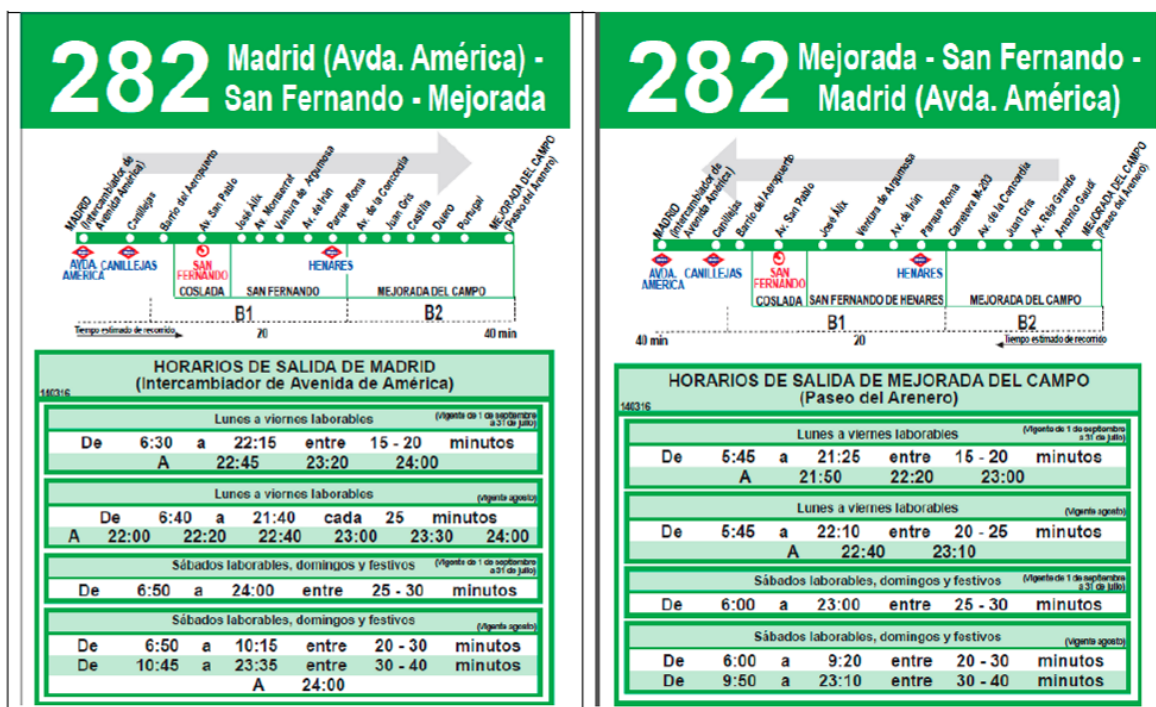 282
Madrid (Avda. América) -
San Fernando - Mejorada
MADRID
(Intercambiador de
Avenida América)
Canillejas
Barrio del Aeropuerto
Av. San Pablo
José Alix
Av. Montserrat
Ventura de Argumosa
Av. de Irún
Parque Roma
Av. de la Concordia
Juan Gris
Castilla
Duero
Portugal
MEJORADA DEL CAMPO
(Paseo del Arenero)
AVDA.
AMÉRICA
CANILLEJAS
SAN
FERNANDO
HENARES
COSLADA
SAN FERNANDO
MEJORADA DEL CAMPO
B1
B2
Tiempo estimado de recorrido
20
40 min
HORARIOS DE SALIDA DE MADRID
(Intercambiador de Avenida de América)
140316
Lunes a viernes laborables
(Vigente de 1 de septiembre
a 31 de julio)
De 6:30 a 22:15 entre 15 - 20 minutos
A 22:45 23:20 24:00
Lunes a viernes laborables
(Vigente agosto)
De 6:40 a 21:40 cada 25 minutos
A 22:00 22:20 22:40 23:00 23:30 24:00
Sábados laborables, domingos y festivos
(Vigente de 1 de septiembre
a 31 de julio)
De 6:50 a 24:00 entre 25 - 30 minutos
Sábados laborables, domingos y festivos
(Vigente agosto)
De 6:50 a 10:15 entre 20 - 30 minutos
De 10:45 a 23:35 entre 30 - 40 minutos
A 24:00
282
Mejorada - San Fernando -
Madrid (Avda. América)
MADRID
(Intercambiador de
Avenida América)
Canillejas
Barrio del Aeropuerto
Av. San Pablo
José Alix
Ventura de Argumosa
Av. de Irún
Parque Roma
Carretera M-203
Av. de la Concordia
Juan Gris
Av. Reja Grande
Antonio Gaudí
MEJORADA DEL CAMPO
(Paseo del Arenero)
AVDA.
AMÉRICA
CANILLEJAS
SAN
FERNANDO
HENARES
COSLADA
SAN FERNANDO DE HENARES
MEJORADA DEL CAMPO
B1
B2
40 min
20
Tiempo estimado de recorrido
HORARIOS DE SALIDA DE MEJORADA DEL CAMPO
(Paseo del Arenero)
140316
Lunes a viernes laborables
(Vigente de 1 de septiembre
a 31 de julio)
De 5:45 a 21:25 entre 15 - 20 minutos
A 21:50 22:20 23:00
Lunes a viernes laborables
(Vigente agosto)
De 5:45 a 22:10 entre 20 - 25 minutos
A 22:40 23:10
Sábados laborables, domingos y festivos
(Vigente de 1 de septiembre
a 31 de julio)
De 6:00 a 23:00 entre 25 - 30 minutos
Sábados laborables, domingos y festivos
(Vigente agosto)
De 6:00 a 9:20 entre 20 - 30 minutos
De 9:50 a 23:10 entre 30 - 40 minutos